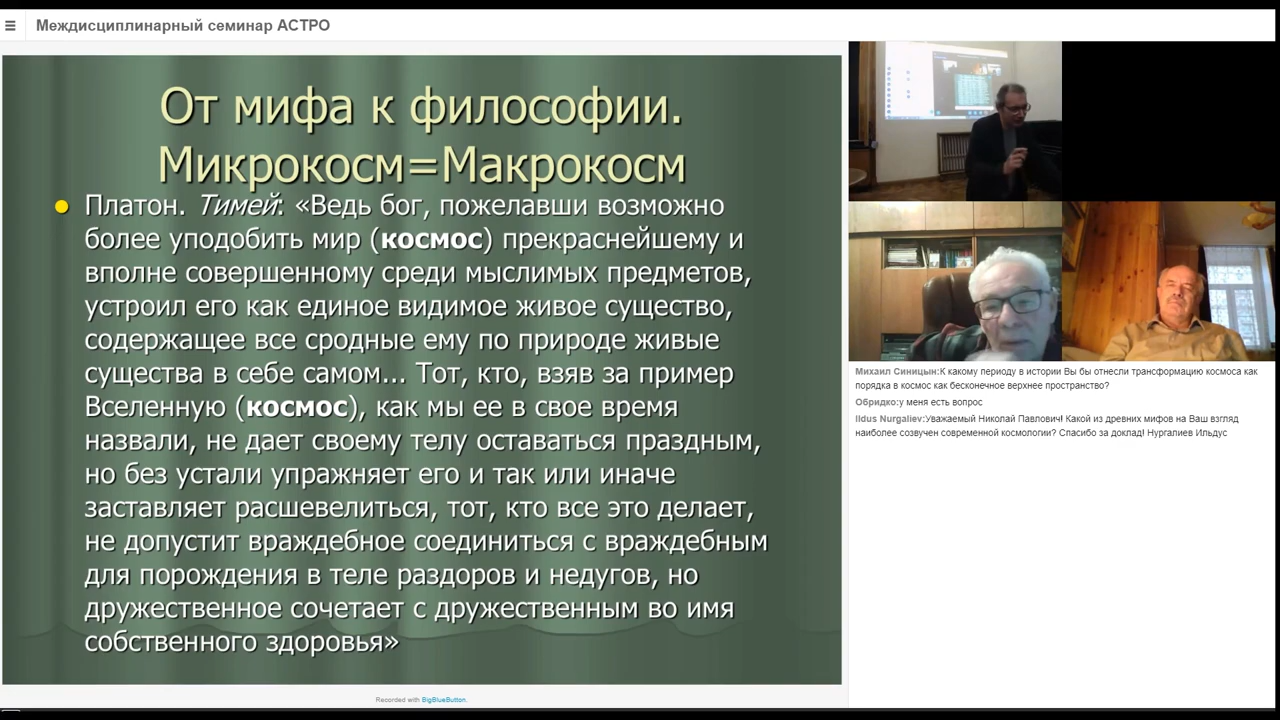 Междисциплинарный семинар АСТРО
От мифа к философии.
Микрокосм=Макрокосм
Платон. Тимей: «Ведь бог, пожелавши возможно
более уподобить мир (космос) прекраснейшему и
вполне совершенному среди мыслимых предметов,
устроил его как единое видимое живое существо,
содержащее все сродные ему по природе живые
существа в себе самом... Тот, кто, взяв за пример
Вселенную (космос), как мы ее в свое время
назвали, не дает своему телу оставаться праздным,
но без устали упражняет его и так или иначе
заставляет расшевелиться, тот, кто все это делает,
не допустит враждебное соединиться с враждебным
для порождения в теле раздоров и недугов, но
дружественное сочетает с дружественным во имя
собственного здоровья»
Recorded with BigBlueButton.
Михаил Синицын:К какому периоду в истории Вы бы отнесли трансформацию космоса как
порядка в космос как бесконечное верхнее пространство?
Обридко:у меня есть вопрос
Ildus Nurgaliev:Уважаемый Николай Павлович! Какой из древних мифов на Ваш взгляд
наиболее созвучен современной космологии? Спасибо за доклад! Нургалиев Ильдус